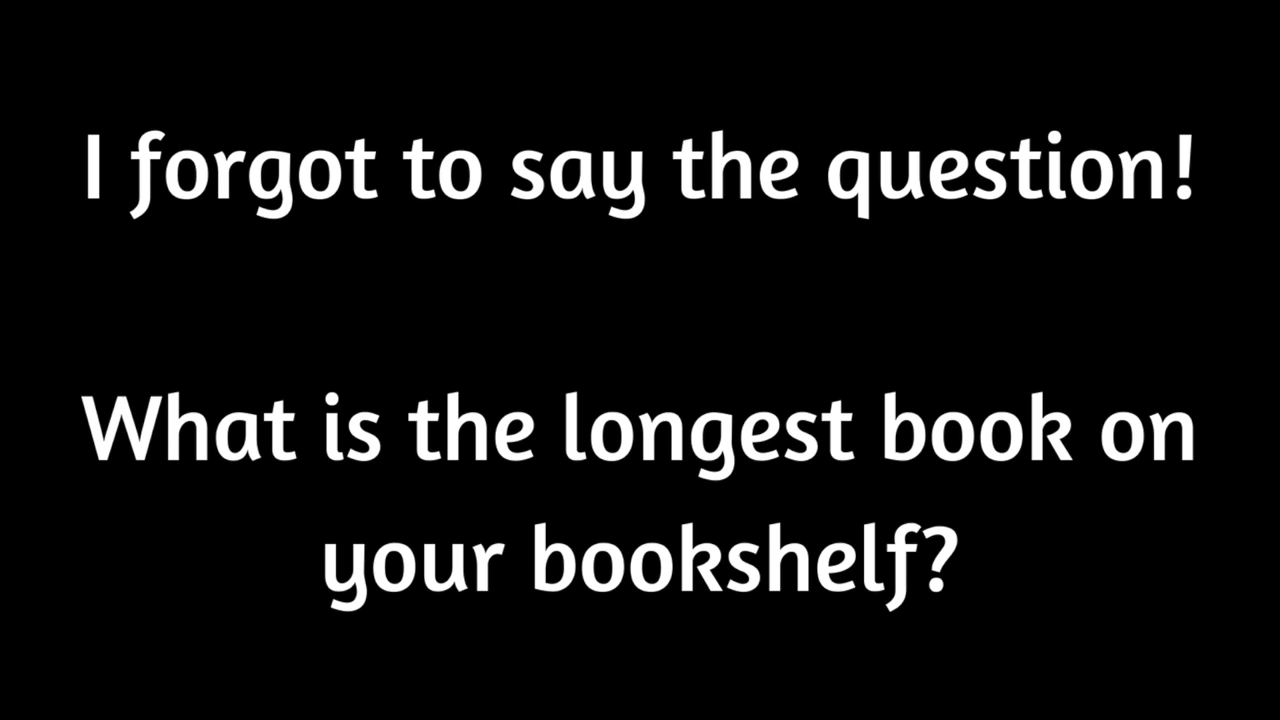 I forgot to say the question!
What is the longest book on
your bookshelf?